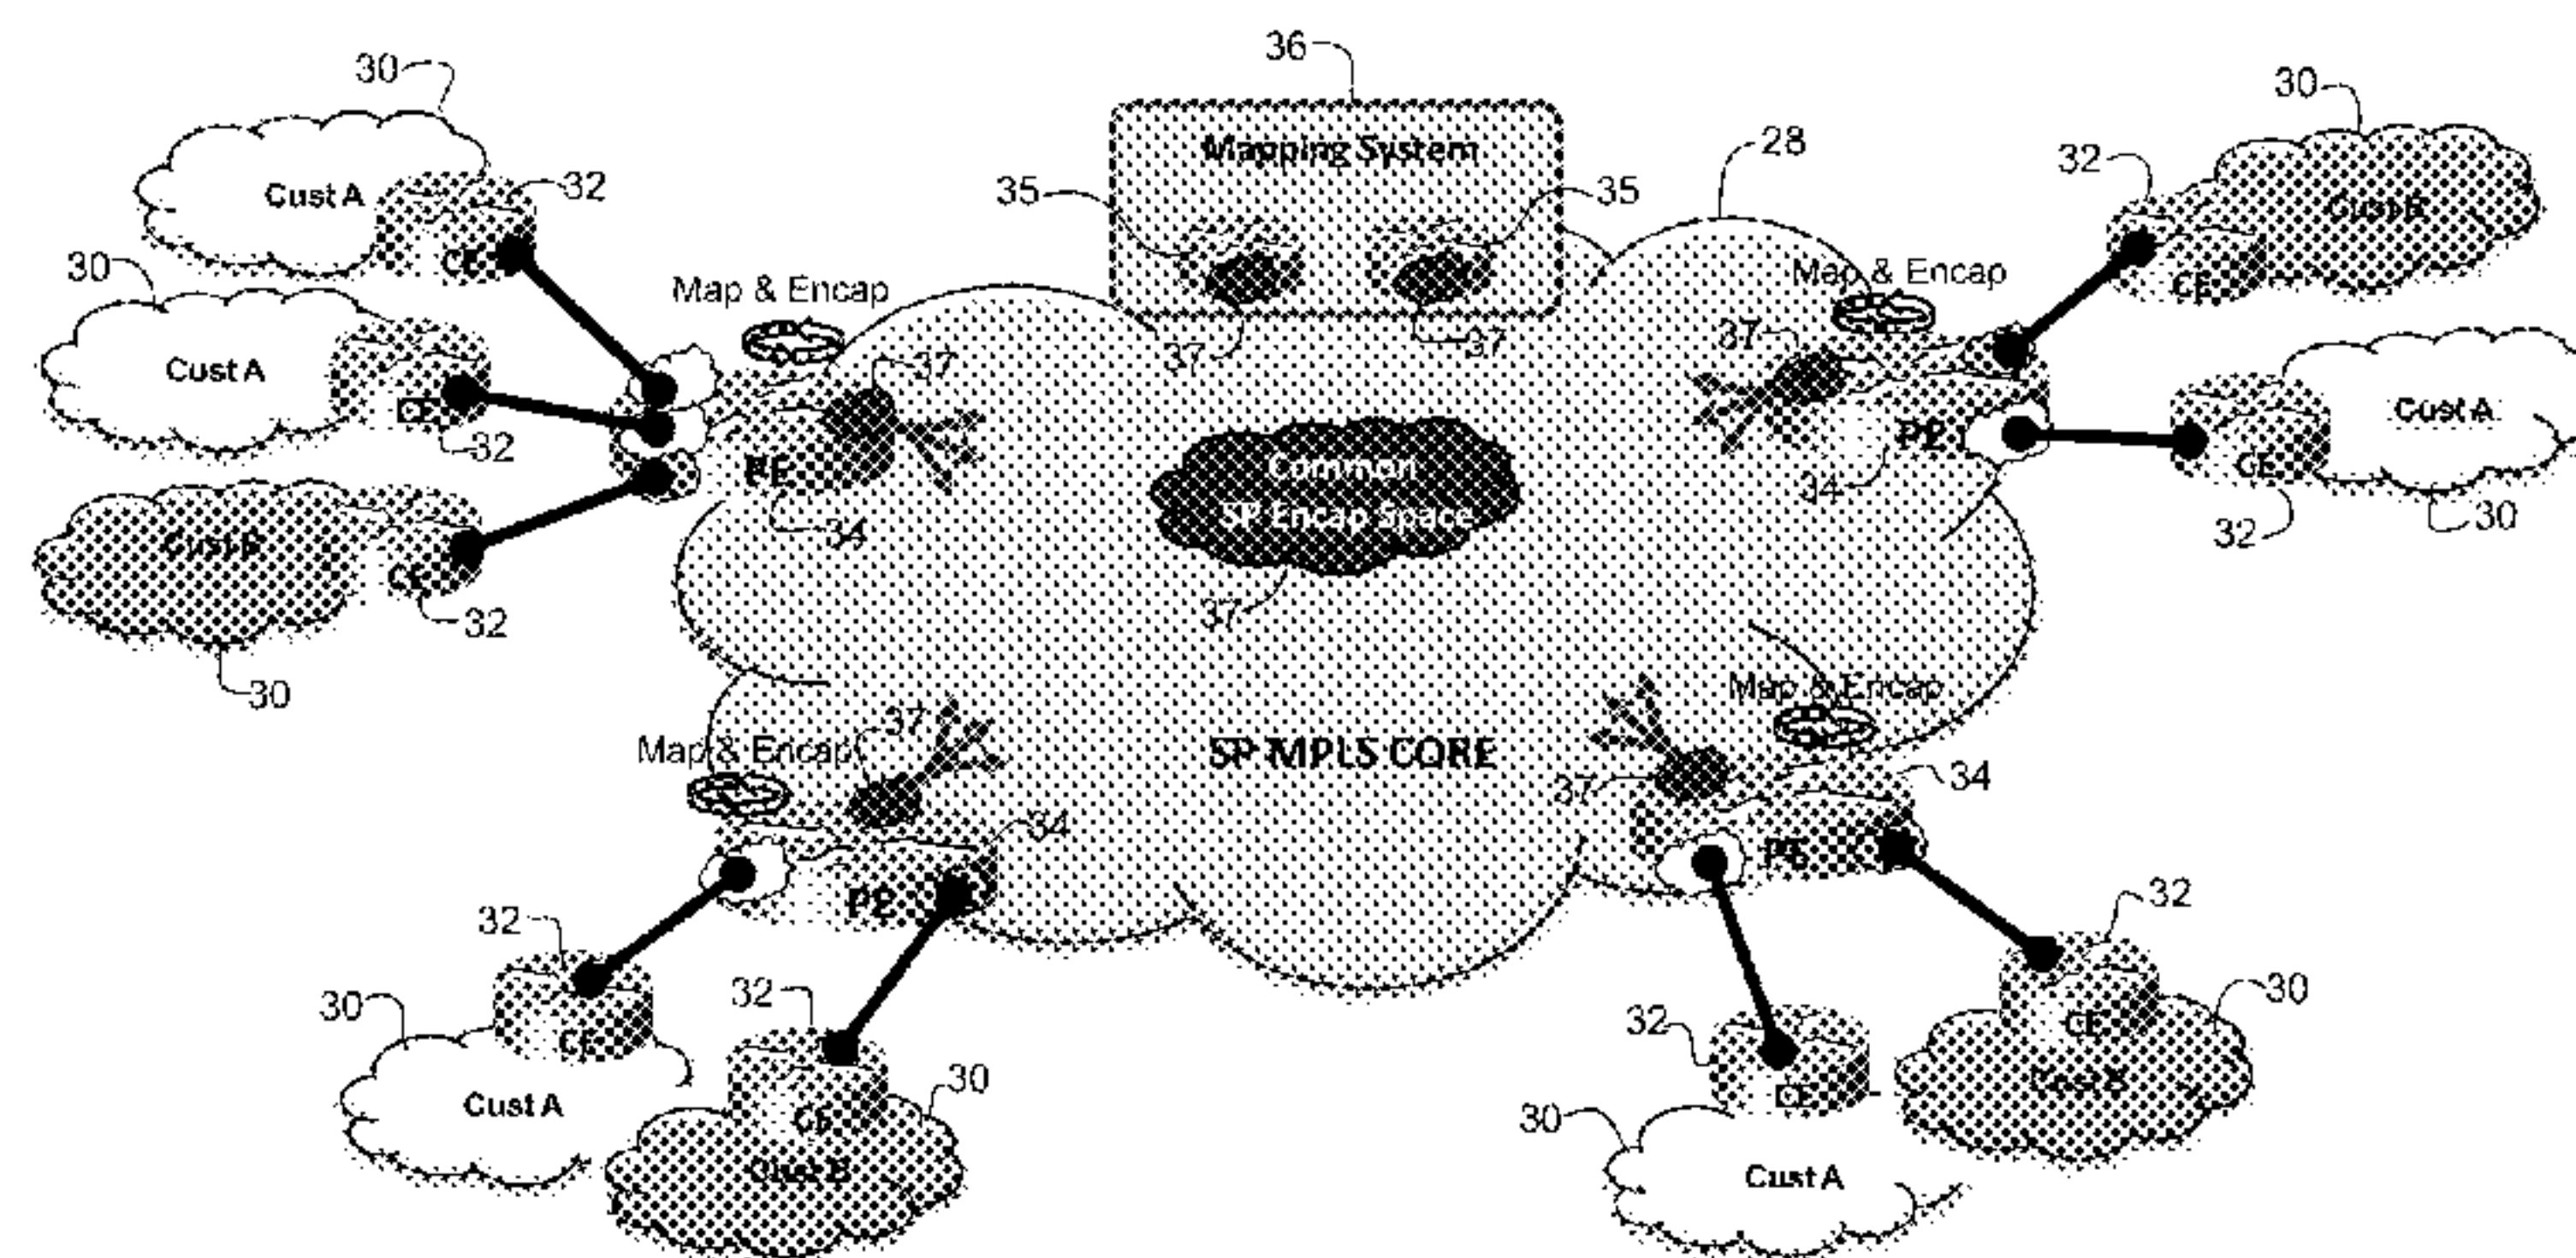 36
30
30
28
Mapping System
32
Cust A
32
35
35
Cust B
CE
30
Map & Encap
Map & Encap
CE
37
37
37
37
Cust A
CE
32
Cust A
CE
PE
Common
PE
34
32
30
SP Encap Space
34
Cust B
CE
32
37
30
Map & Encap
37
Map & Encap
SP MPLS CORE
37
34
34
PE
PE
32
32
32
30
30
CE
32
CE
Cust A
30
CE
Cust B
CE
Cust B
30
Cust A